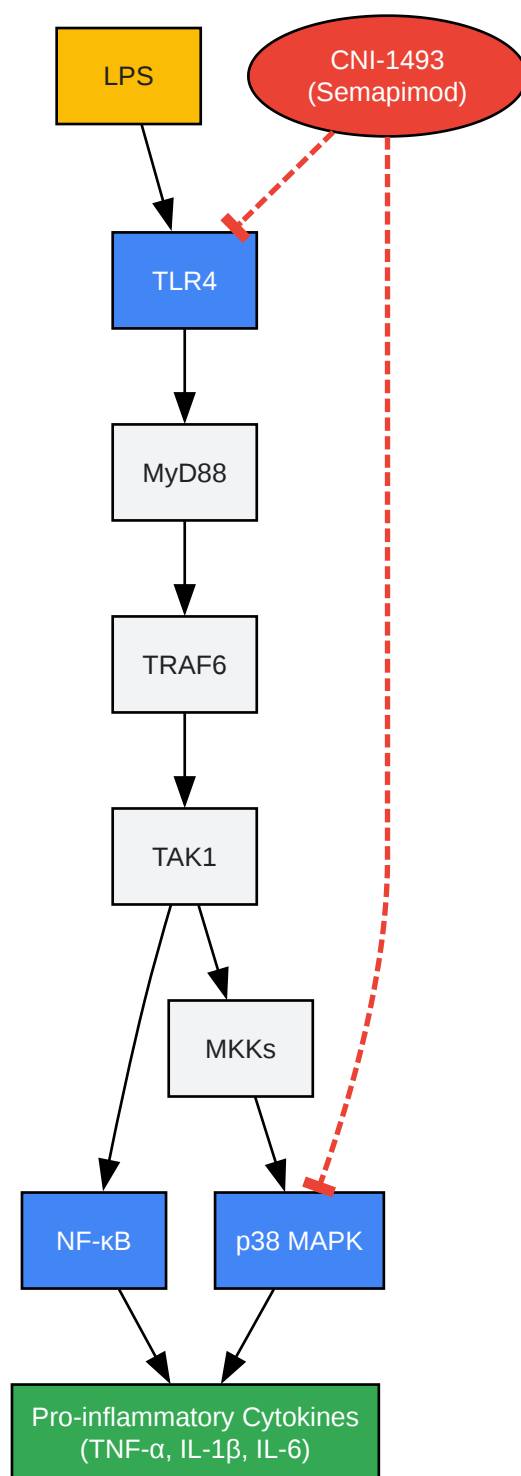 LPS
CNI-1493
(Semapimod)
TLR4
MyD88
TRAF6
TAK1
MKKs
NF-κB
p38 MAPK
Pro-inflammatory Cytokines
(TNF-α, IL-1β, IL-6)